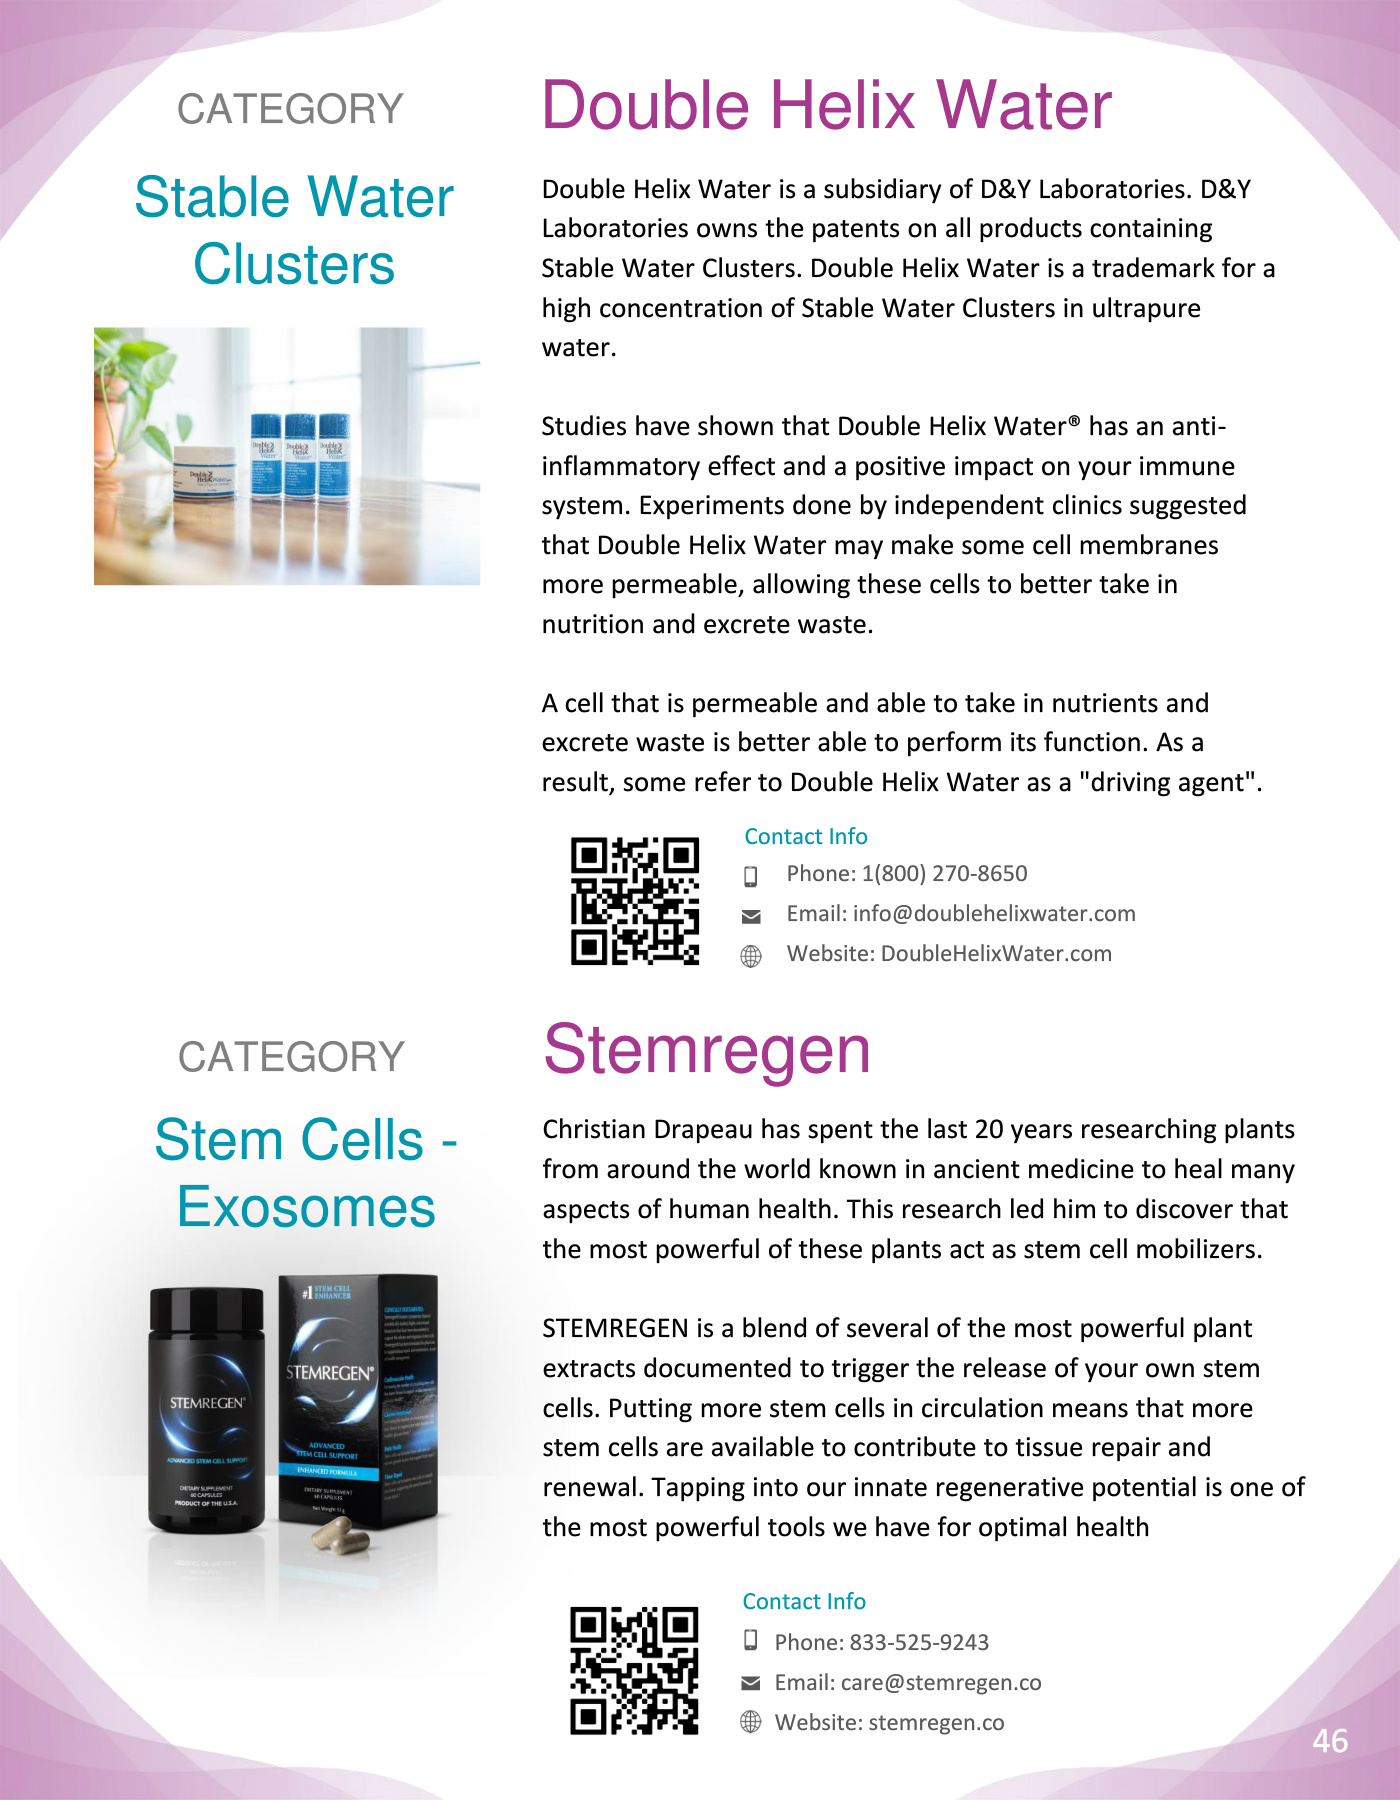 CATEGORY
Stable Water
Clusters
Double Helix Water
Double Helix Water is a subsidiary of D&Y Laboratories. D&Y
Laboratories owns the patents on all products containing
Stable Water Clusters. Double Helix Water is a trademark for a
high concentration of Stable Water Clusters in ultrapure
water.
Studies have shown that Double Helix Water® has an anti-
inflammatory effect and a positive impact on your immune
system. Experiments done by independent clinics suggested
that Double Helix Water may make some cell membranes
more permeable, allowing these cells to better take in
nutrition and excrete waste.
A cell that is permeable and able to take in nutrients and
excrete waste is better able to perform its function. As a
result, some refer to Double Helix Water as a "driving agent".
Contact Info
Phone: 1(800) 270-8650
Email: info@doublehelixwater.com
Website: DoubleHelixWater.com
CATEGORY
Stem Cells -
Exosomes
#1 STEM CELL
ENHANCER
STEMREGEN®
ADVANCED
STEM CELL SUPPORT
ENHANCED FORMULA
DIETARY SUPPLEMENT
60 CAPSULES
STEMREGEN®
ADVANCED STEM CELL SUPPORT
DIETARY SUPPLEMENT
60 CAPSULES
PRODUCT OF THE U.S.A.
Stemregen
Christian Drapeau has spent the last 20 years researching plants
from around the world known in ancient medicine to heal many
aspects of human health. This research led him to discover that
the most powerful of these plants act as stem cell mobilizers.
STEMREGEN is a blend of several of the most powerful plant
extracts documented to trigger the release of your own stem
cells. Putting more stem cells in circulation means that more
stem cells are available to contribute to tissue repair and
renewal. Tapping into our innate regenerative potential is one of
the most powerful tools we have for optimal health
Contact Info
Phone: 833-525-9243
Email: care@stemregen.co
Website: stemregen.co
46